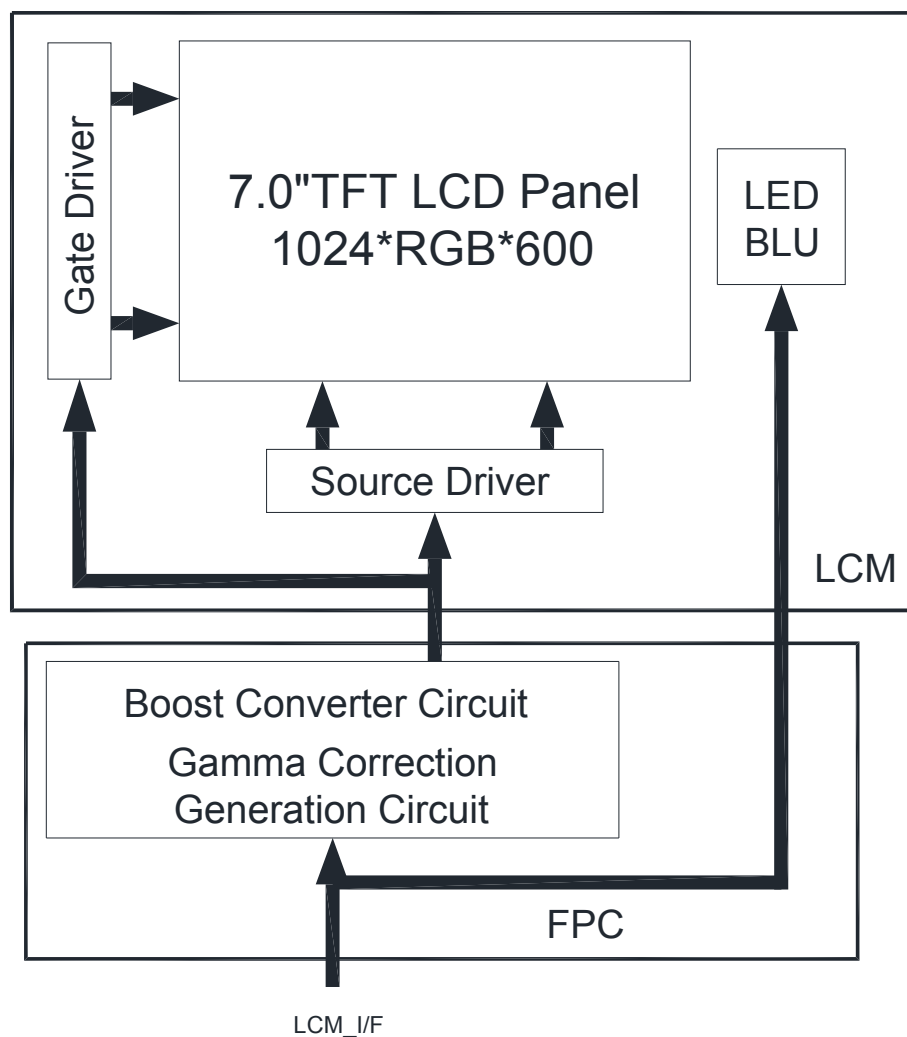 Gate Driver
7.0"TFT LCD Panel
1024*RGB*600
LED
BLU
Source Driver
LCM
Boost Converter Circuit
Gamma Correction
Generation Circuit
FPC
LCM_I/F